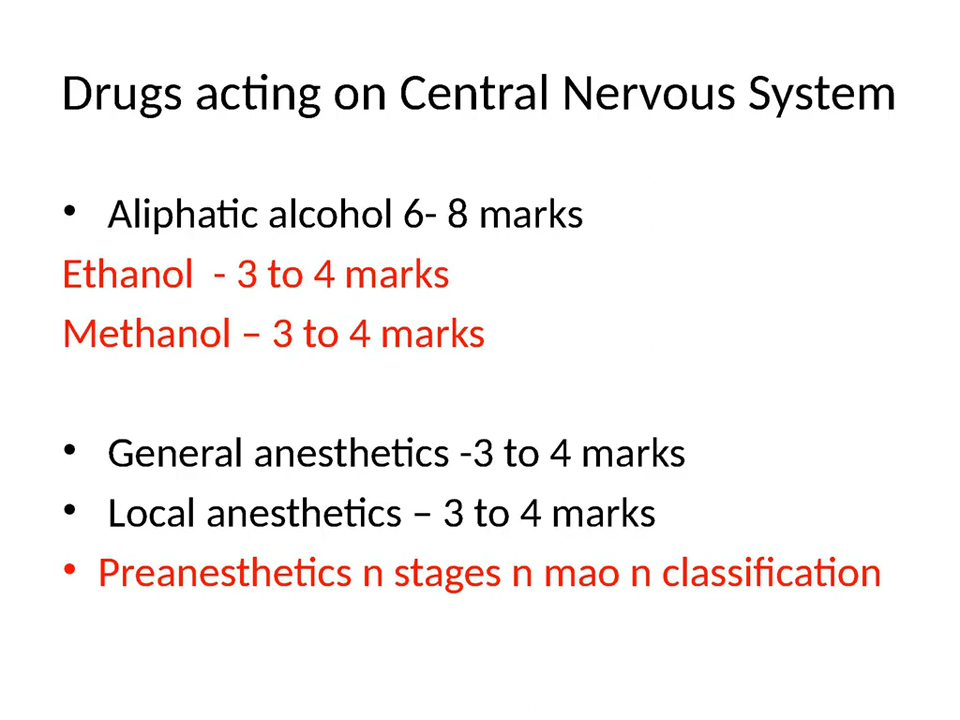 Drugs acting on Central Nervous System
• Aliphatic alcohol 6- 8 marks
Ethanol - 3 to 4 marks
Methanol – 3 to 4 marks
• General anesthetics -3 to 4 marks
• Local anesthetics – 3 to 4 marks
• Preanesthetics n stages n mao n classification